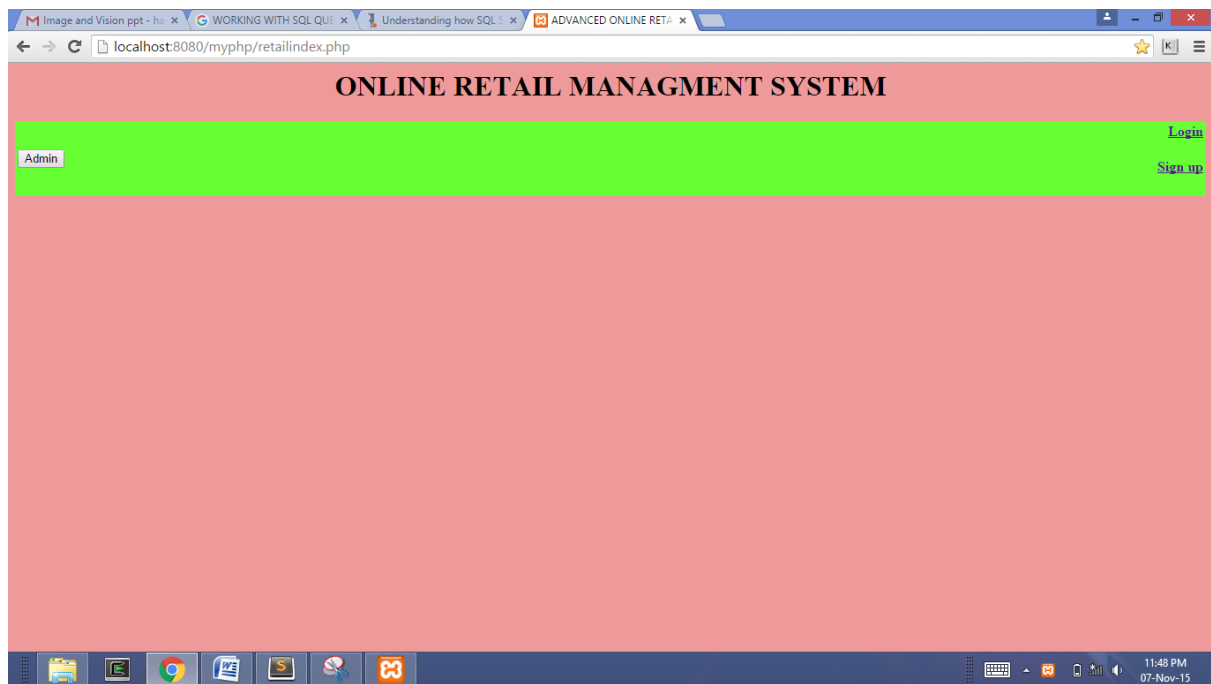 Image and Vision ppt - ha
WORKING WITH SQL QUE
Understanding how SQL S
ADVANCED ONLINE RETA
localhost:8080/myphp/retailindex.php
ONLINE RETAIL MANAGMENT SYSTEM
Login
Admin
Sign up
11:48 PM
07-Nov-15